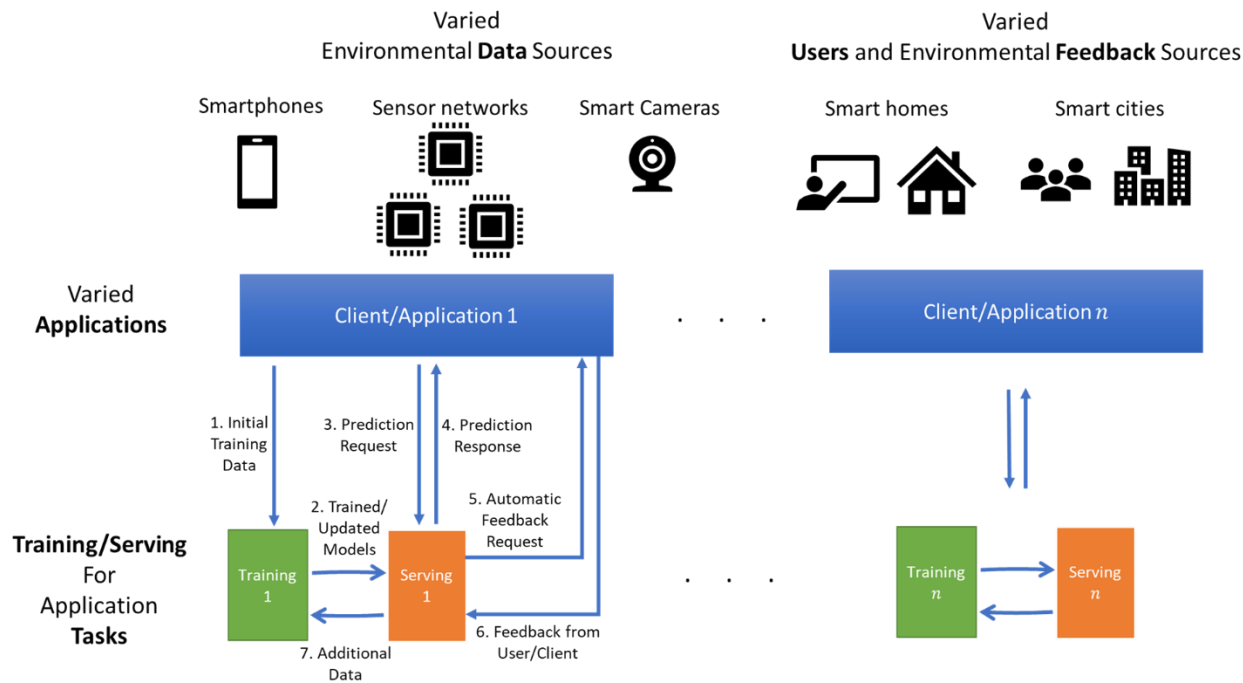 Varied
Environmental Data Sources
Varied
Users and Environmental Feedback Sources
Smartphones
Sensor networks
Smart Cameras
Smart homes
Smart cities
Varied
Applications
Client/Application 1
. . .
Client/Application n
1. Initial
Training
Data
3. Prediction
Request
4. Prediction
Response
2. Trained/
Updated
Models
5. Automatic
Feedback
Request
Training/Serving
For
Application
Tasks
Training
1
Serving
1
. . .
Training
n
Serving
n
6. Feedback from
User/Client
7. Additional
Data